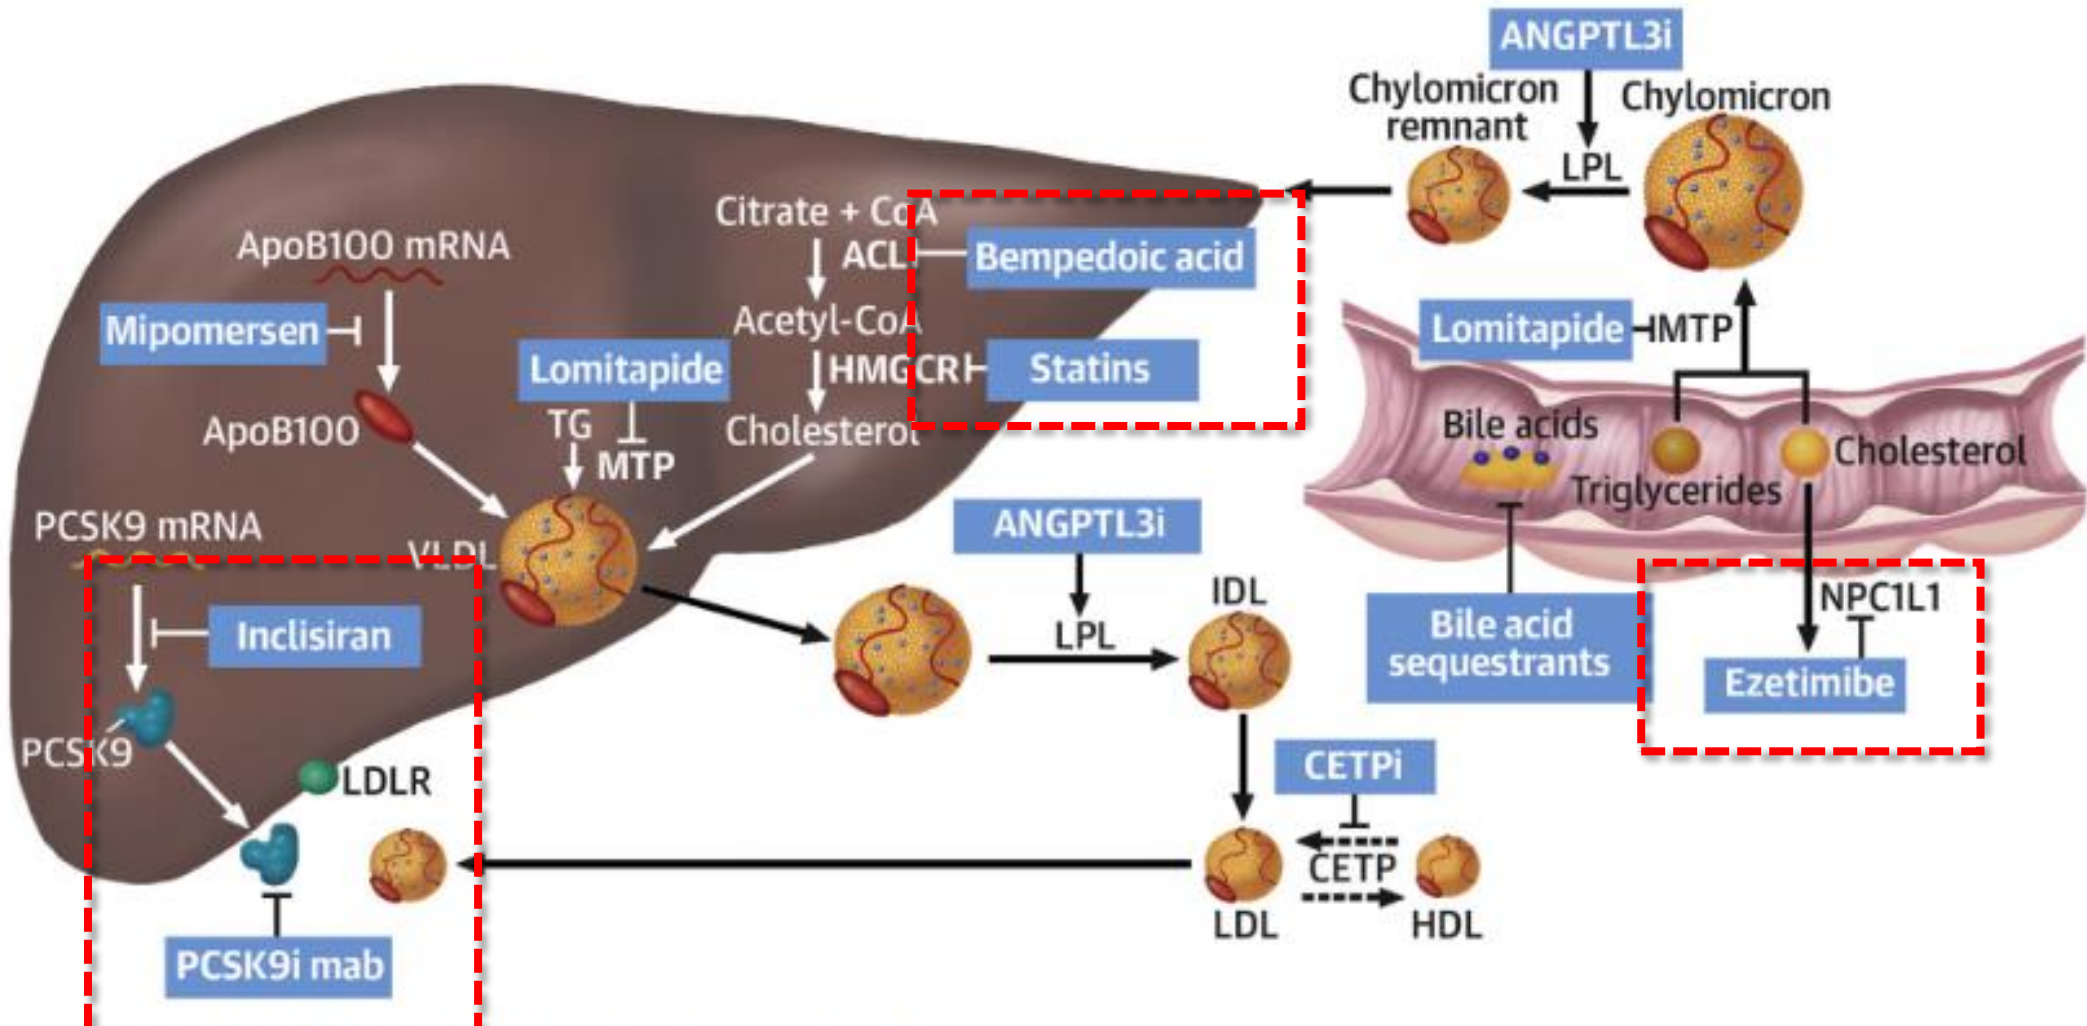 ANGPTL3i
Chylomicron
remnant
Chylomicron
LPL
Citrate + CoA
ACL
Bempedoic acid
ApoB100 mRNA
Mipomersen
Acetyl-CoA
Lomitapide
HMGCR
Statins
Lomitapide
MTP
ApoB100
TG
MTP
Cholesterol
Bile acids
Triglycerides
Cholesterol
PCSK9 mRNA
VLDL
ANGPTL3i
LPL
IDL
Bile acid
sequestrants
NPC1L1
Ezetimibe
Inclisiran
PCSK9
LDLR
CETPi
CETP
LDL
HDL
PCSK9i mab